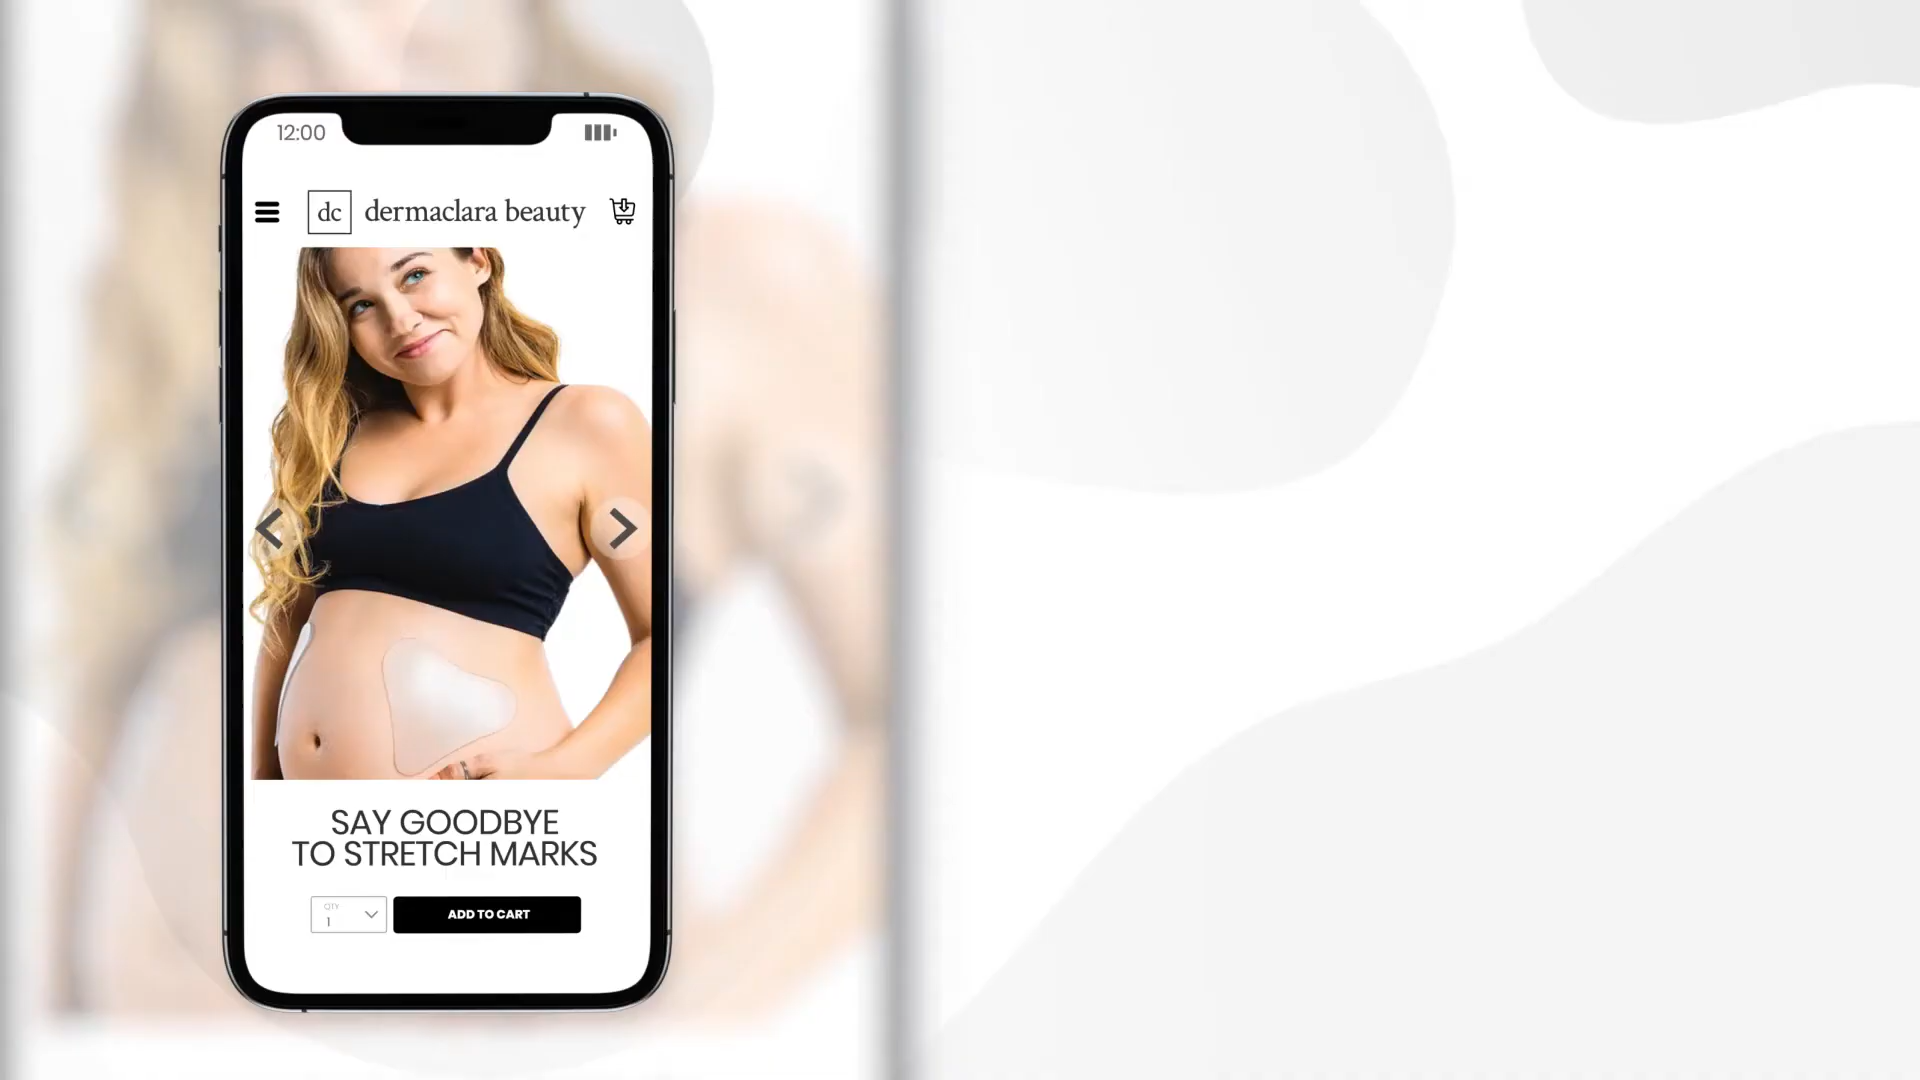 12:00
dc dermaclara beauty
SAY GOODBYE
TO STRETCH MARKS
QTY
1
ADD TO CART